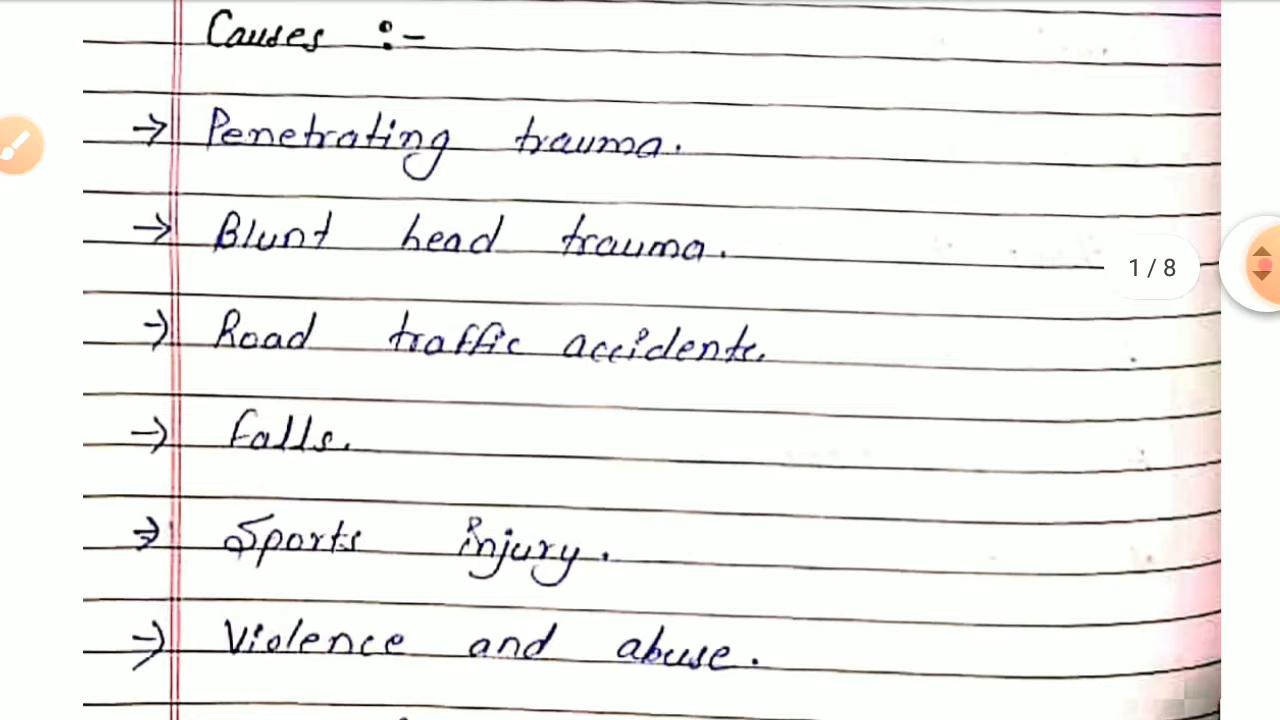 Causes :-
→ Penetrating trauma.
→ Blunt head trauma.
→ Road traffic accidents.
1 / 8
→ Falls.
→ Sports injury.
→ Violence and abuse.